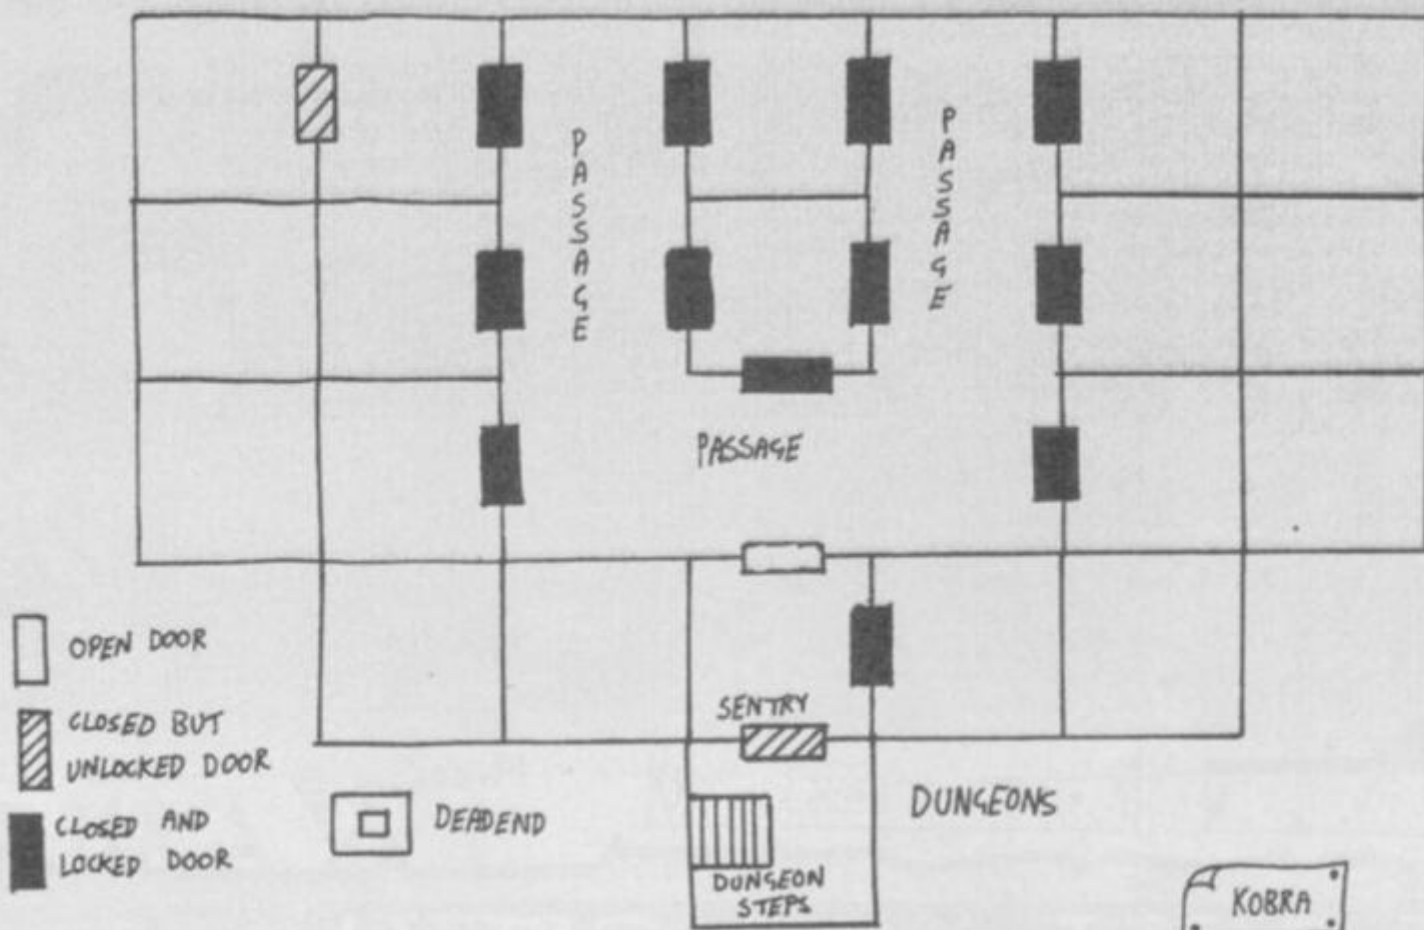 PASSAGE
PASSAGE
PASSAGE
OPEN DOOR
CLOSED BUT
UNLOCKED DOOR
CLOSED AND
LOCKED DOOR
DEADEND
SENTRY
DUNGEONS
DUNGEON
STEPS
KOBRA